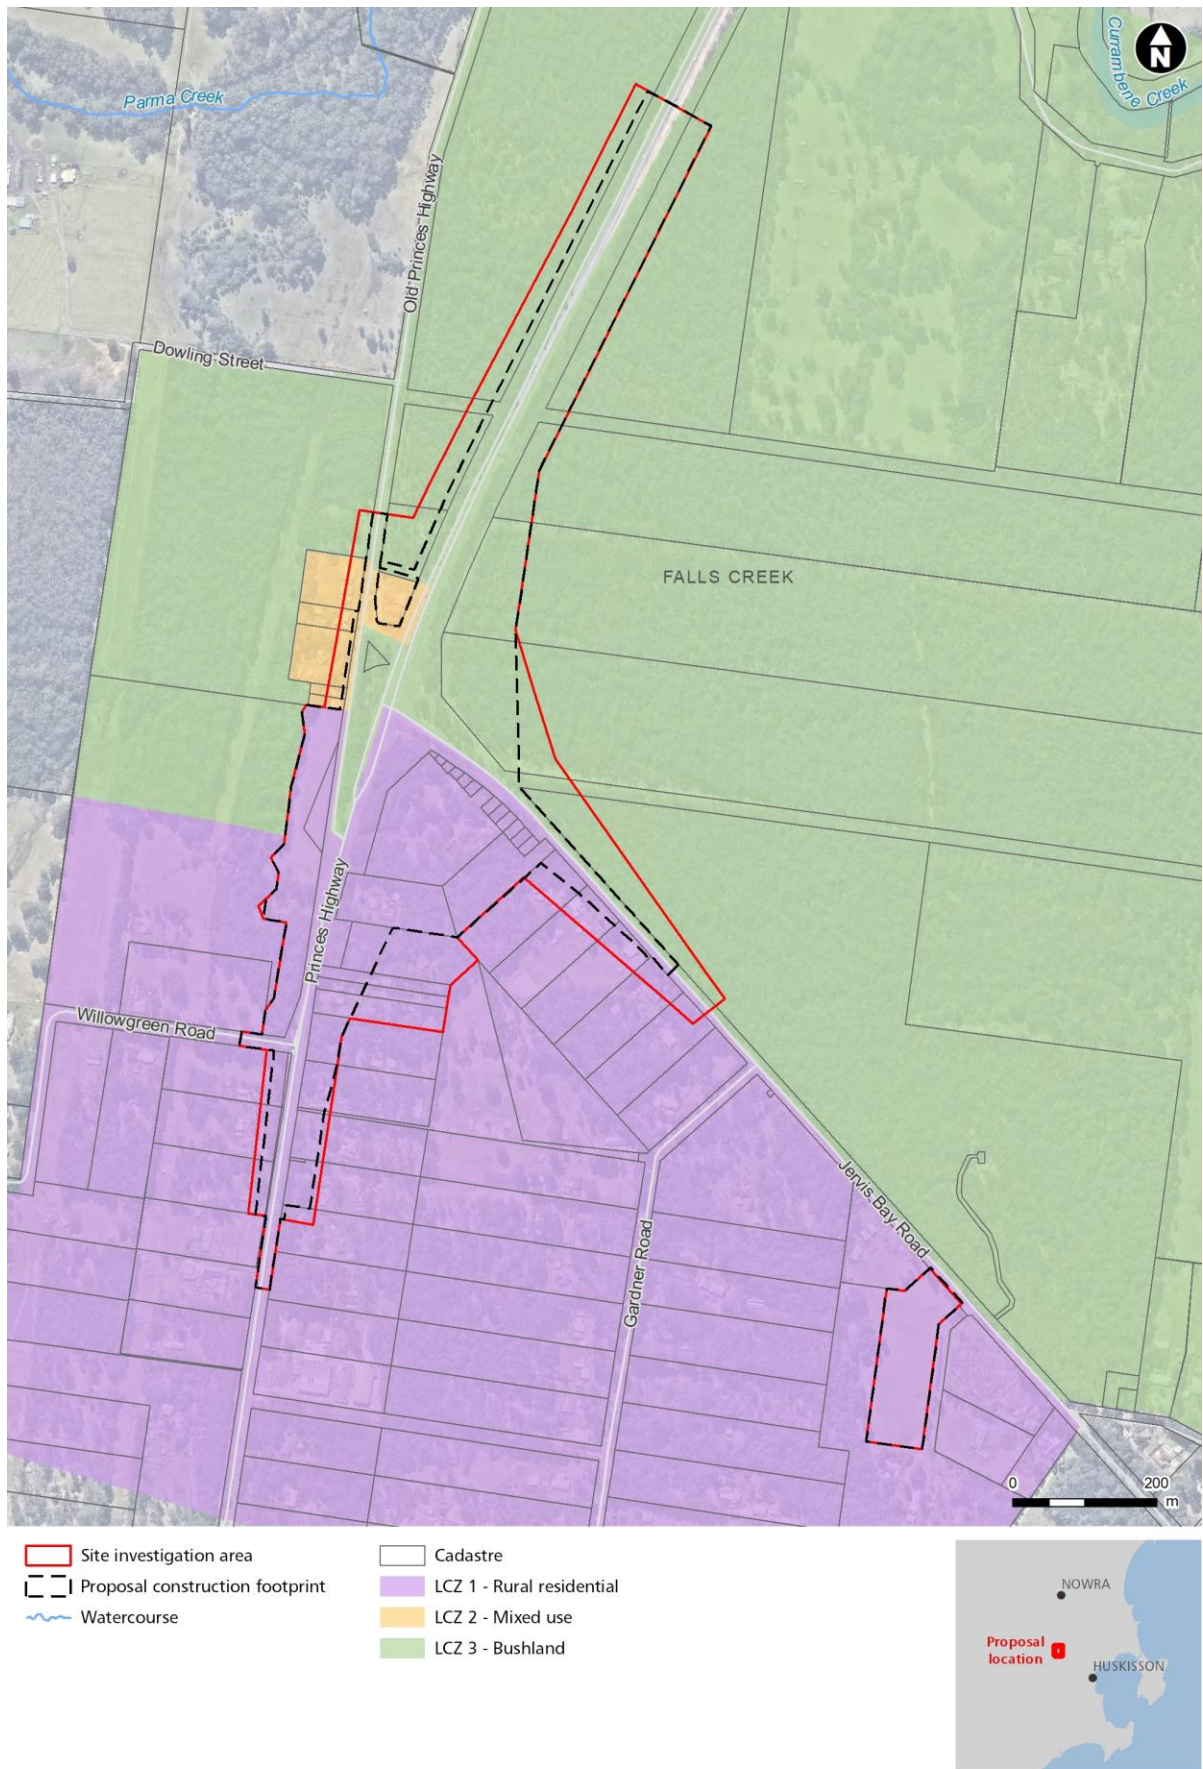 Currambene
Creek
N
Parma Creek
Old Princes Highway
Dowling Street
FALLS CREEK
Princes Highway
Willowgreen Road
Jervis Bay Road
Gardner Road
0 200
m
Site investigation area
Proposal construction footprint
Watercourse
Cadastre
LCZ 1 - Rural residential
LCZ 2 - Mixed use
LCZ 3 - Bushland
NOWRA
Proposal
location
HUSKISSON